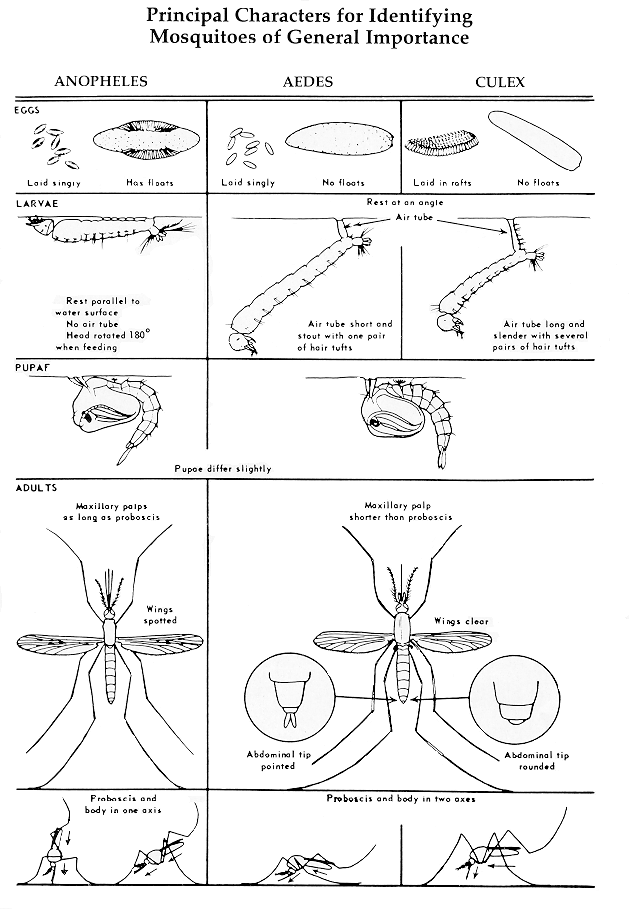 Principal Characters for Identifying
Mosquitoes of General Importance
ANOPHELES
AEDES
CULEX
EGGS
Laid singly
Has floats
Laid singly
No floats
Laid in rafts
No floats
LARVAE
Rest parallel to
water surface
No air tube
Head rotated 180°
when feeding
Rest at an angle
Air tube
Air tube short and
stout with one pair
of hair tufts
Air tube long and
slender with several
pairs of hair tufts
PUPAE
Pupae differ slightly
ADULTS
Maxillary palps
as long as proboscis
Wings
spotted
Maxillary palp
shorter than proboscis
Wings clear
Abdominal tip
pointed
Abdominal tip
rounded
Proboscis and
body in one axis
Proboscis and body in two axes